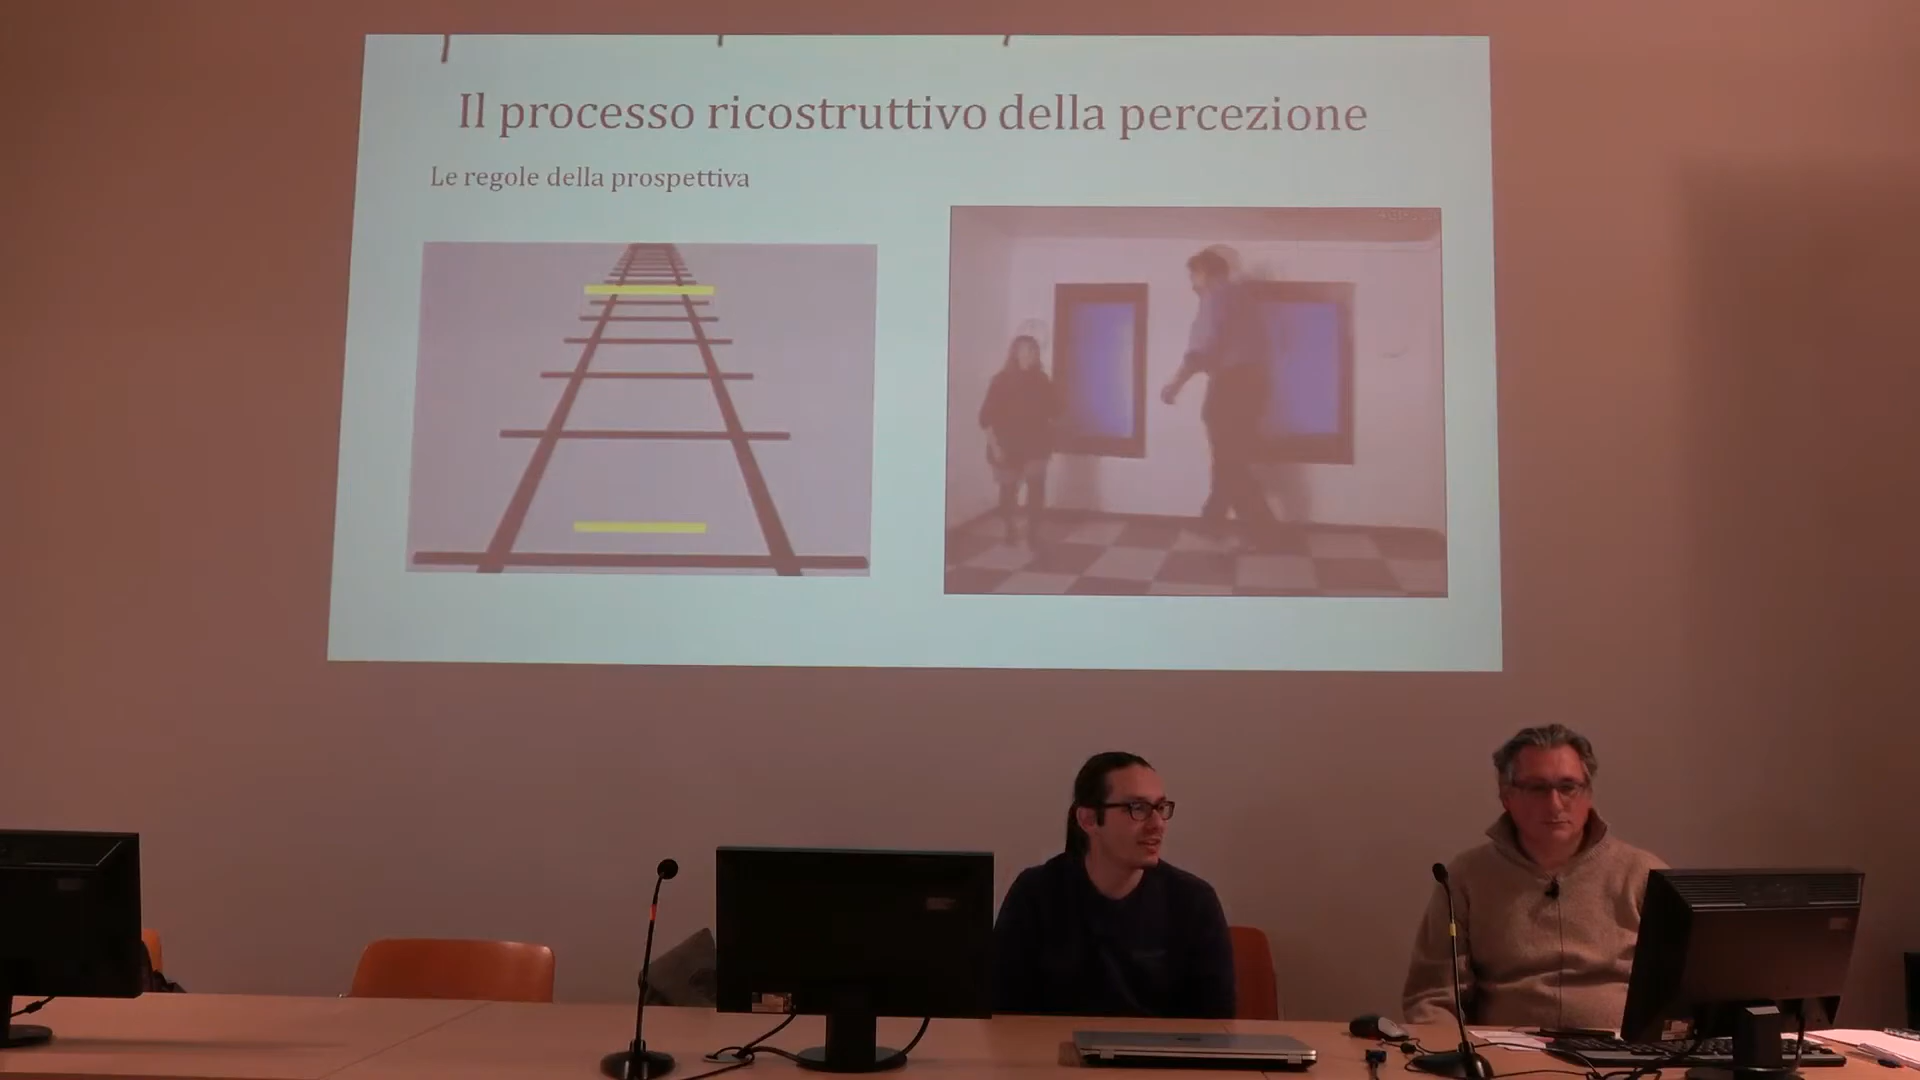 Il processo ricostruttivo della percezione
Le regole della prospettiva